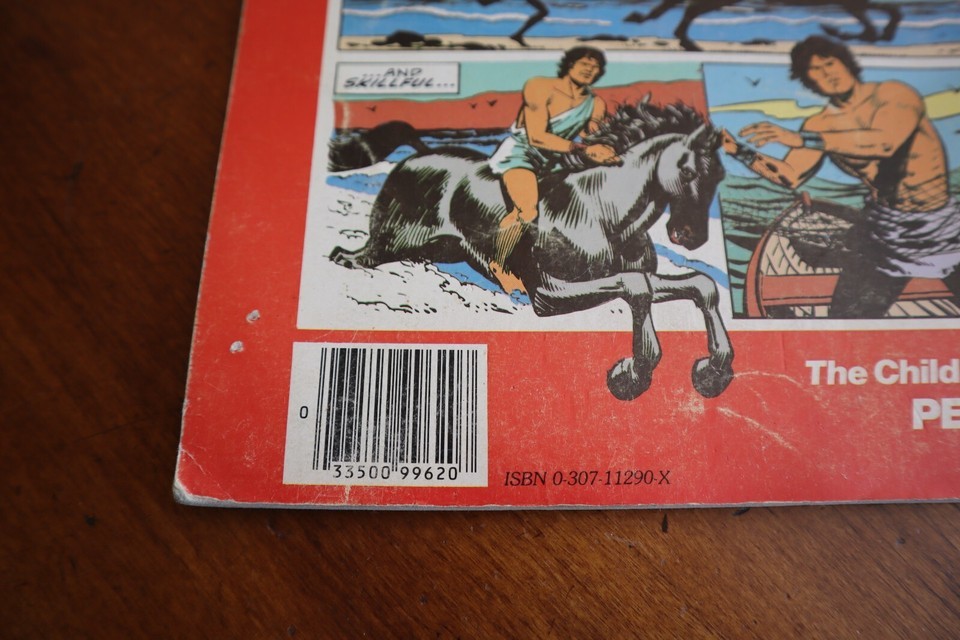 ...AND
SKILLFUL...
The Child
PE
0
33500 99620
ISBN 0-307-11290-X